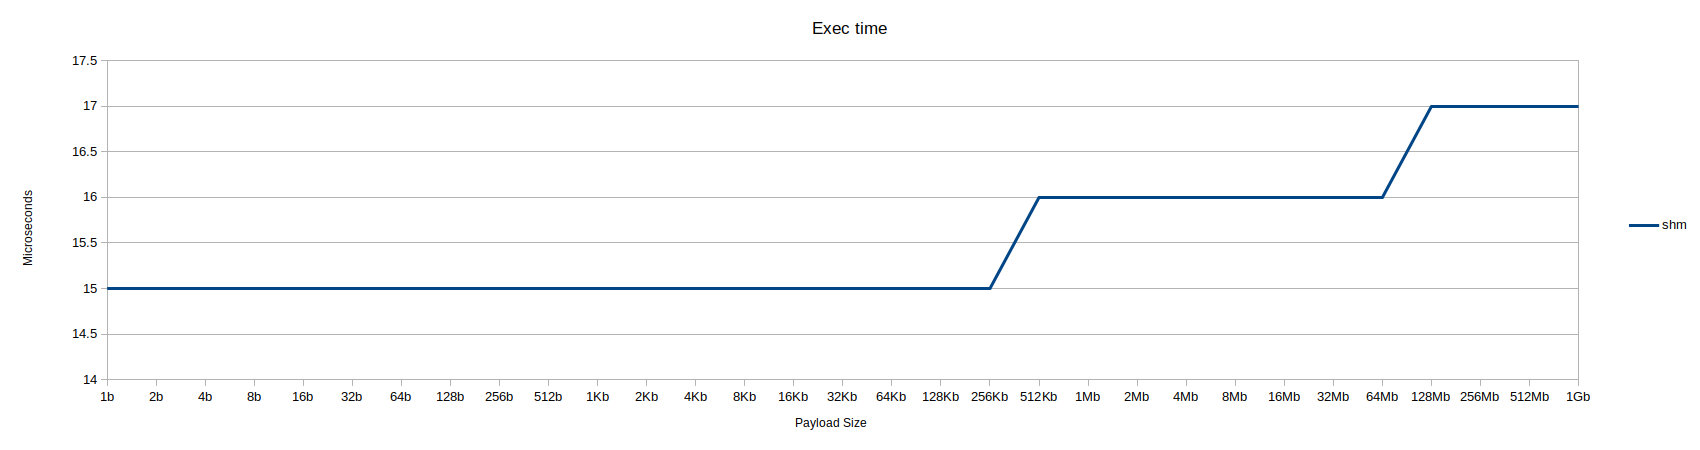 Exec time
17.5
17
16.5
16
15.5
15
14.5
14
Microseconds
shm
1b 2b 4b 8b 16b 32b 64b 128b 256b 512b 1Kb 2Kb 4Kb 8Kb 16Kb 32Kb 64Kb 128Kb 256Kb 512Kb 1Mb 2Mb 4Mb 8Mb 16Mb 32Mb 64Mb 128Mb 256Mb 512Mb 1Gb
Payload Size